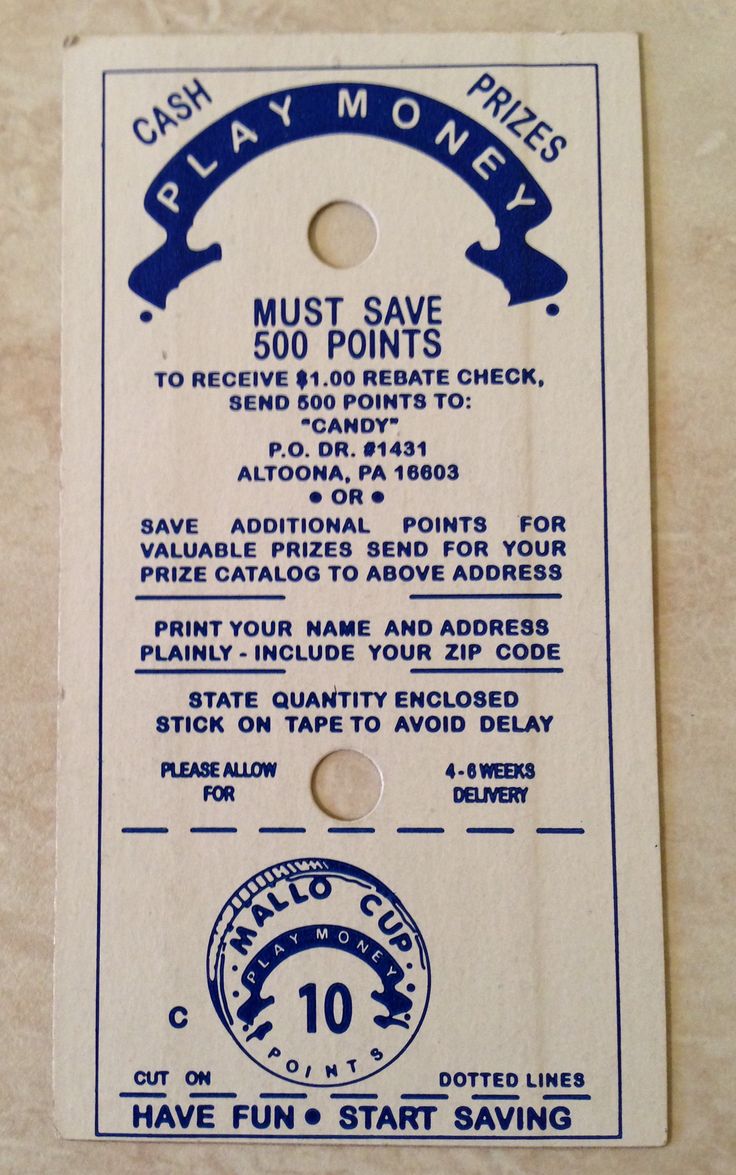 CASH PRIZES
PLAY MONEY
MUST SAVE
500 POINTS
TO RECEIVE $1.00 REBATE CHECK,
SEND 500 POINTS TO:
"CANDY"
P.O. DR. #1431
ALTOONA, PA 16603
• OR •
SAVE ADDITIONAL POINTS FOR
VALUABLE PRIZES SEND FOR YOUR
PRIZE CATALOG TO ABOVE ADDRESS
PRINT YOUR NAME AND ADDRESS
PLAINLY - INCLUDE YOUR ZIP CODE
STATE QUANTITY ENCLOSED
STICK ON TAPE TO AVOID DELAY
PLEASE ALLOW 4-6 WEEKS
FOR DELIVERY
• MALLO CUP •
PLAY MONEY
10
POINTS
C
CUT ON DOTTED LINES
HAVE FUN • START SAVING